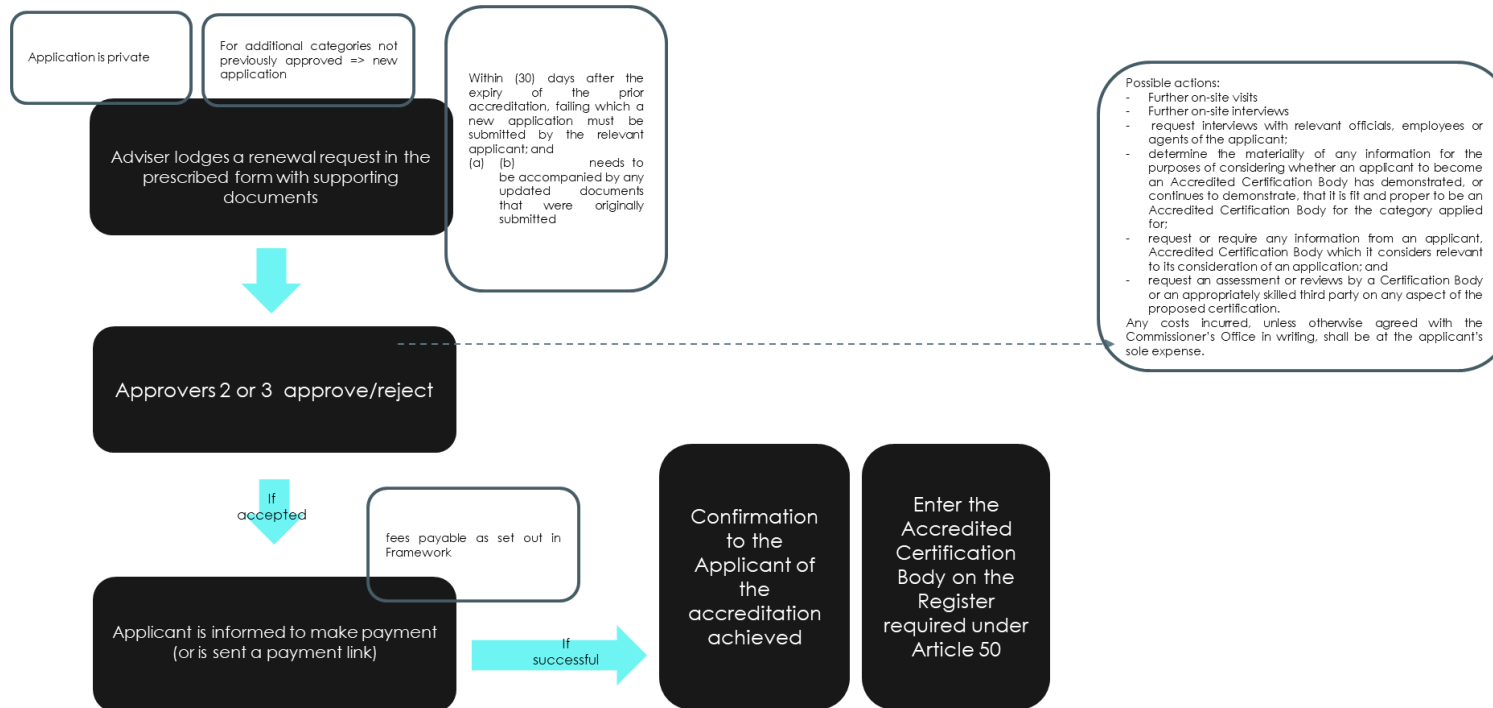 Application is private
For additional categories not
previously approved => new
application
Within (30) days after the
expiry of the prior
accreditation, failing which a
new application must be
submitted by the relevant
applicant; and
(a) (b) needs to
be accompanied by any
updated documents
that were originally
submitted
Adviser lodges a renewal request in the
prescribed form with supporting
documents
Possible actions:
- Further on-site visits
- Further on-site interviews
- request interviews with relevant officials, employees or
agents of the applicant;
- determine the materiality of any information for the
purposes of considering whether an applicant to become
an Accredited Certification Body has demonstrated, or
continues to demonstrate, that it is fit and proper to be an
Accredited Certification Body for the category applied
for;
- request or require any information from an applicant,
Accredited Certification Body which it considers relevant
to its consideration of an application; and
- request an assessment or reviews by a Certification Body
or an appropriately skilled third party on any aspect of the
proposed certification.
Any costs incurred, unless otherwise agreed with the
Commissioner's Office in writing, shall be at the applicant's
sole expense.
Approvers 2 or 3 approve/reject
If
accepted
fees payable as set out in
Framework
Applicant is informed to make payment
(or is sent a payment link)
If
successful
Confirmation
to the
Applicant of
the
accreditation
achieved
Enter the
Accredited
Certification
Body on the
Register
required under
Article 50